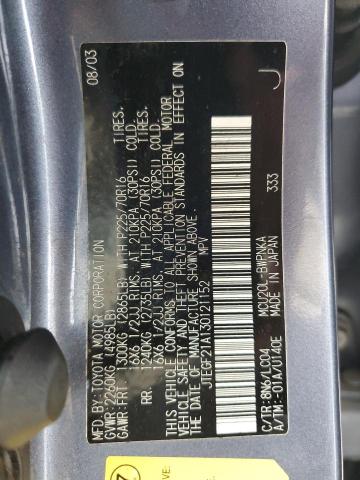 MFD. BY: TOYOTA MOTOR CORPORATION 08/03
GVWR: 2260KG (4985LB)
GAWR: FRT. 1300KG (2865LB) WITH P225/70R16 TIRES.
16X6 1/2JJ RIMS. AT 210KPA (30PSI) COLD.
RR. 1240KG (2735LB) WITH P225/70R16 TIRES.
16X6 1/2JJ RIMS. AT 210KPA (30PSI) COLD.
THIS VEHICLE CONFORMS TO ALL APPLICABLE FEDERAL MOTOR
VEHICLE SAFETY AND THEFT PREVENTION STANDARDS IN EFFECT ON
THE DATE OF MANUFACTURE SHOWN ABOVE.
JTEGF21A130121152 MPV
C/TR: 8N6/LC04 MCU20L-BWPNKA J
A/TM: -01A/U140E MADE IN JAPAN 333
7